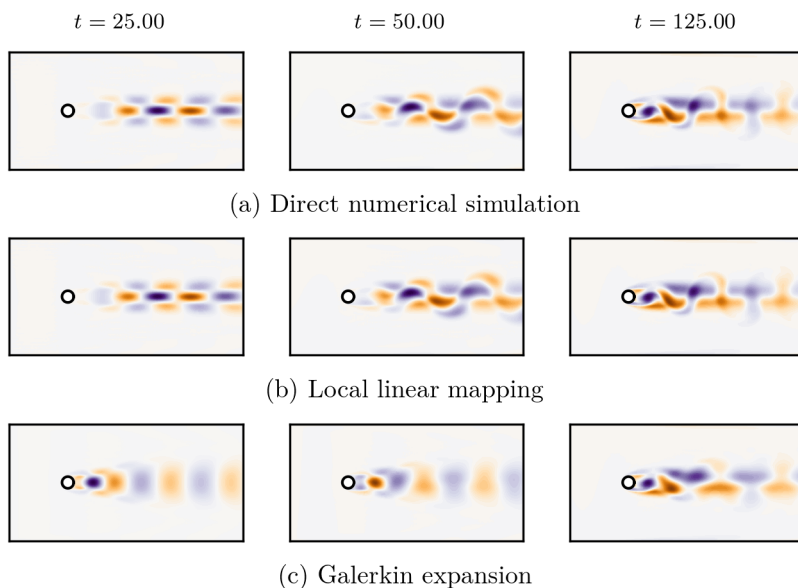 t = 25.00 t = 50.00 t = 125.00
(a) Direct numerical simulation
(b) Local linear mapping
(c) Galerkin expansion